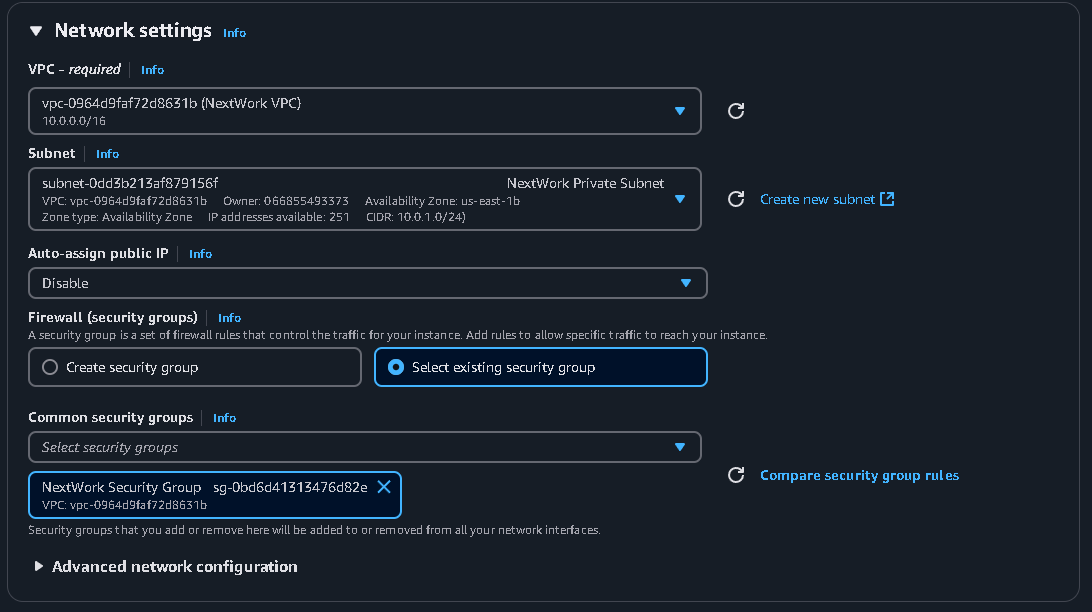 Network settings Info
VPC - required Info
vpc-0964d9faf72d8631b (NextWork VPC)
10.0.0.0/16
Subnet Info
subnet-0dd3b213af879156f NextWork Private Subnet
VPC: vpc-0964d9faf72d8631b Owner: 066855493373 Availability Zone: us-east-1b
Zone type: Availability Zone IP addresses available: 251 CIDR: 10.0.1.0/24)
Create new subnet
Auto-assign public IP Info
Disable
Firewall (security groups) Info
A security group is a set of firewall rules that control the traffic for your instance. Add rules to allow specific traffic to reach your instance.
Create security group
Select existing security group
Common security groups Info
Select security groups
NextWork Security Group sg-0bd6d41313476d82e
VPC: vpc-0964d9faf72d8631b
Compare security group rules
Security groups that you add or remove here will be added to or removed from all your network interfaces.
Advanced network configuration